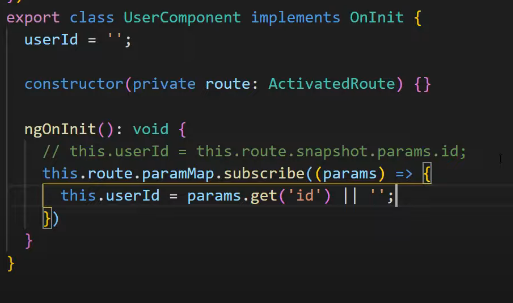 export class UserComponent implements OnInit {
userId = '';
constructor(private route: ActivatedRoute) {}
ngOnInit(): void {
// this.userId = this.route.snapshot.params.id;
this.route.paramMap.subscribe((params) => {
this.userId = params.get('id') || '';
})
}
}